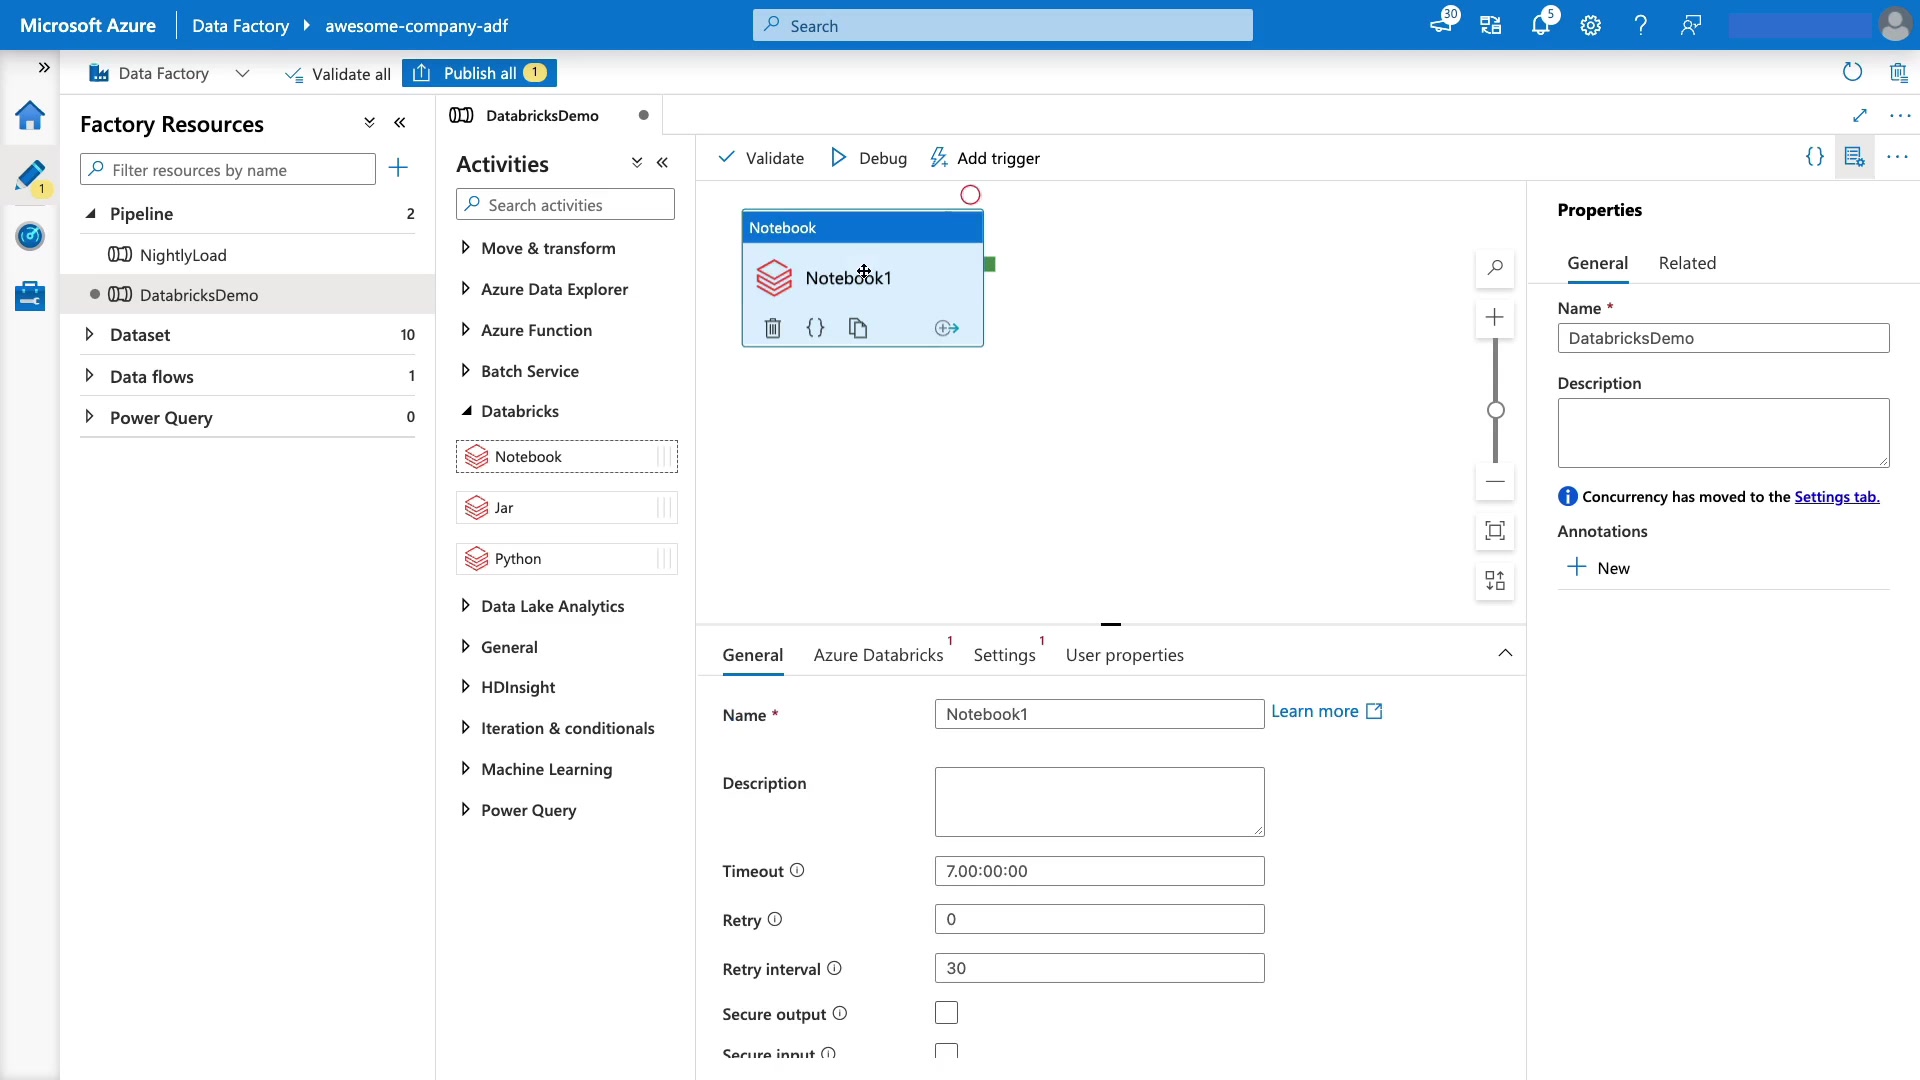 Microsoft Azure
Data Factory
awesome-company-adf
Search
30
5
Data Factory
Validate all
Publish all
1
Factory Resources
Filter resources by name
1
Pipeline
2
NightlyLoad
DatabricksDemo
Dataset
10
Data flows
1
Power Query
0
DatabricksDemo
Activities
Search activities
Move & transform
Azure Data Explorer
Azure Function
Batch Service
Databricks
Notebook
Jar
Python
Data Lake Analytics
General
HDInsight
Iteration & conditionals
Machine Learning
Power Query
Validate
Debug
Add trigger
Notebook
Notebook1
General
Azure Databricks 1
Settings 1
User properties
Name *
Notebook1
Learn more
Description
Timeout
7.00:00:00
Retry
0
Retry interval
30
Secure output
Secure input
Properties
General
Related
Name *
DatabricksDemo
Description
Concurrency has moved to the Settings tab.
Annotations
New